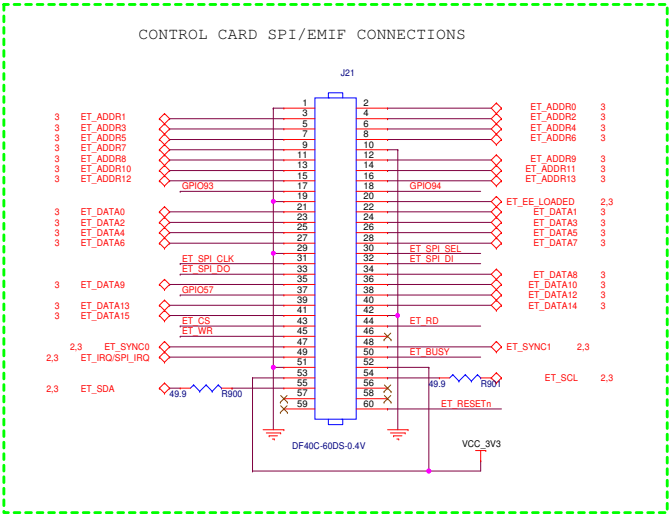 CONTROL CARD SPI/EMIF CONNECTIONS
J21
1 2 ET_ADDR0 3
3 ET_ADDR1 3 4 ET_ADDR2 3
3 ET_ADDR3 5 6 ET_ADDR4 3
3 ET_ADDR5 7 8 ET_ADDR6 3
3 ET_ADDR7 9 10
3 ET_ADDR8 11 12 ET_ADDR9 3
3 ET_ADDR10 13 14 ET_ADDR11 3
3 ET_ADDR12 15 16 ET_ADDR13 3
GPIO93 17 18 GPIO94
19 20 ET_EE_LOADED 2,3
3 ET_DATA0 21 22 ET_DATA1 3
3 ET_DATA2 23 24 ET_DATA3 3
3 ET_DATA4 25 26 ET_DATA5 3
3 ET_DATA6 27 28 ET_DATA7 3
29 30 ET_SPI_SEL
ET_SPI_CLK 31 32 ET_SPI_DI
ET_SPI_DO 33 34 ET_DATA8 3
3 ET_DATA9 35 36 ET_DATA10 3
GPIO57 37 38 ET_DATA12 3
3 ET_DATA13 39 40 ET_DATA14 3
3 ET_DATA15 41 42
ET_CS 43 44 ET_RD
ET_WR 45 46
2,3 ET_SYNC0 47 48 ET_SYNC1 2,3
2,3 ET_IRQ/SPI_IRQ 49 50 ET_BUSY
51 52
53 54 49.9 R901 ET_SCL 2,3
2,3 ET_SDA 49.9 R900 55 56
57 58
59 60 ET_RESETn
DF40C-60DS-0.4V
VCC_3V3